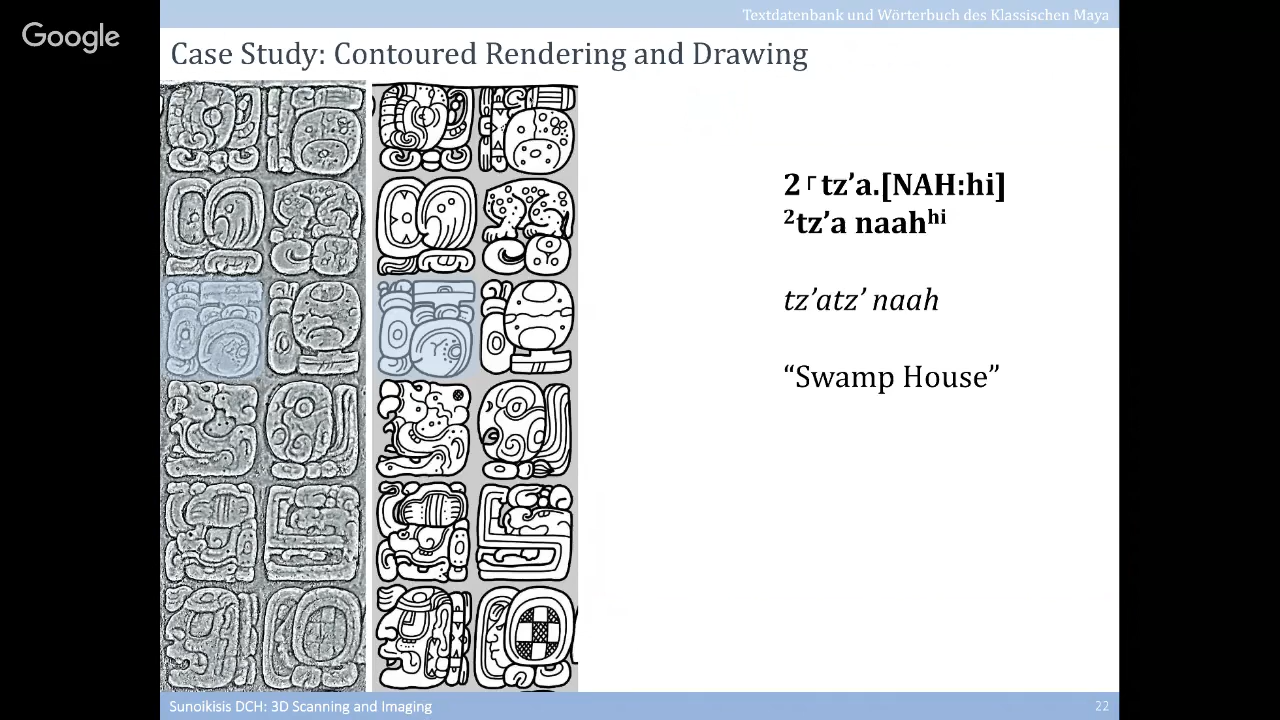 Google
Textdatenbank und Wörterbuch des Klassischen Maya
Case Study: Contoured Rendering and Drawing
2┌tz’a.[NAH:hi]
²tz’a naahʰⁱ
tz’atz’ naah
“Swamp House”
Sunoikisis DCH: 3D Scanning and Imaging
22